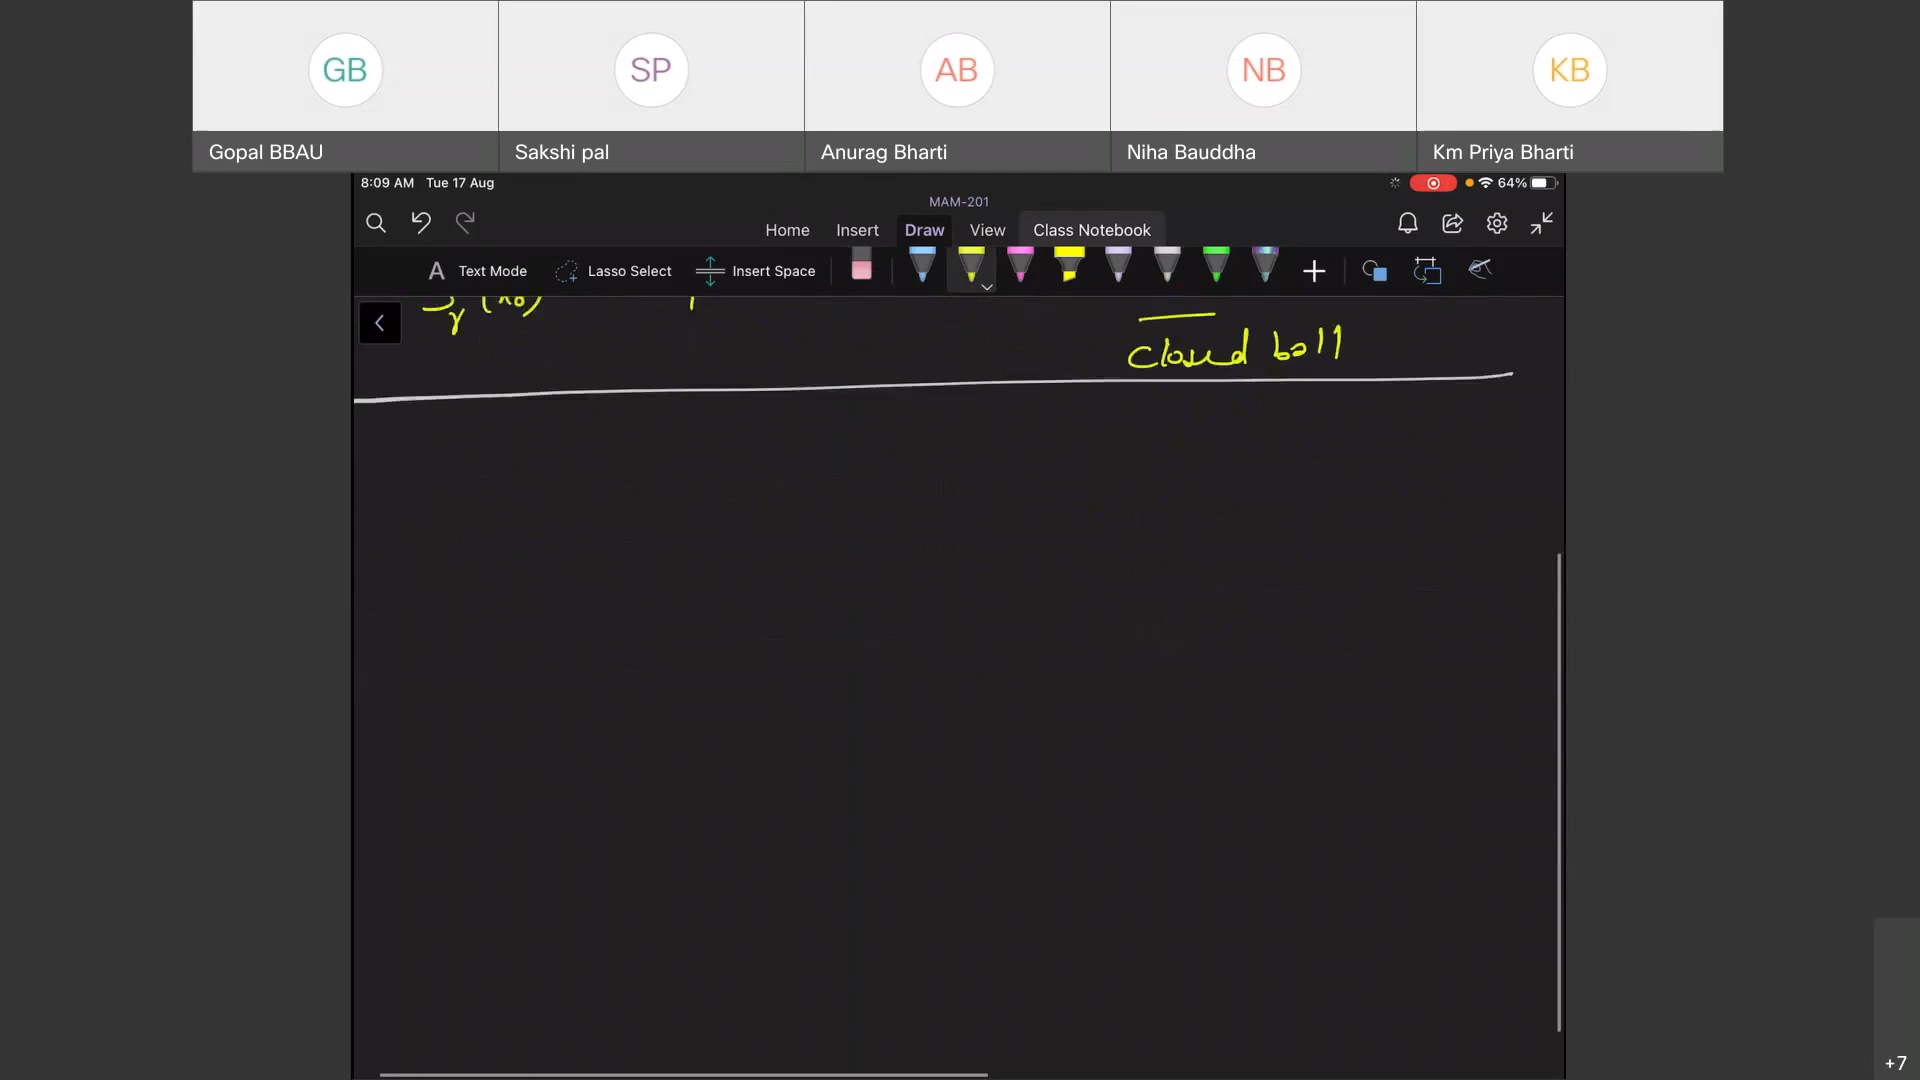 GB SP AB NB KB
Gopal BBAU Sakshi pal Anurag Bharti Niha Bauddha Km Priya Bharti
8:09 AM Tue 17 Aug 64%
MAM-201
Home Insert Draw View Class Notebook
A Text Mode Lasso Select Insert Space
closed ball
+7